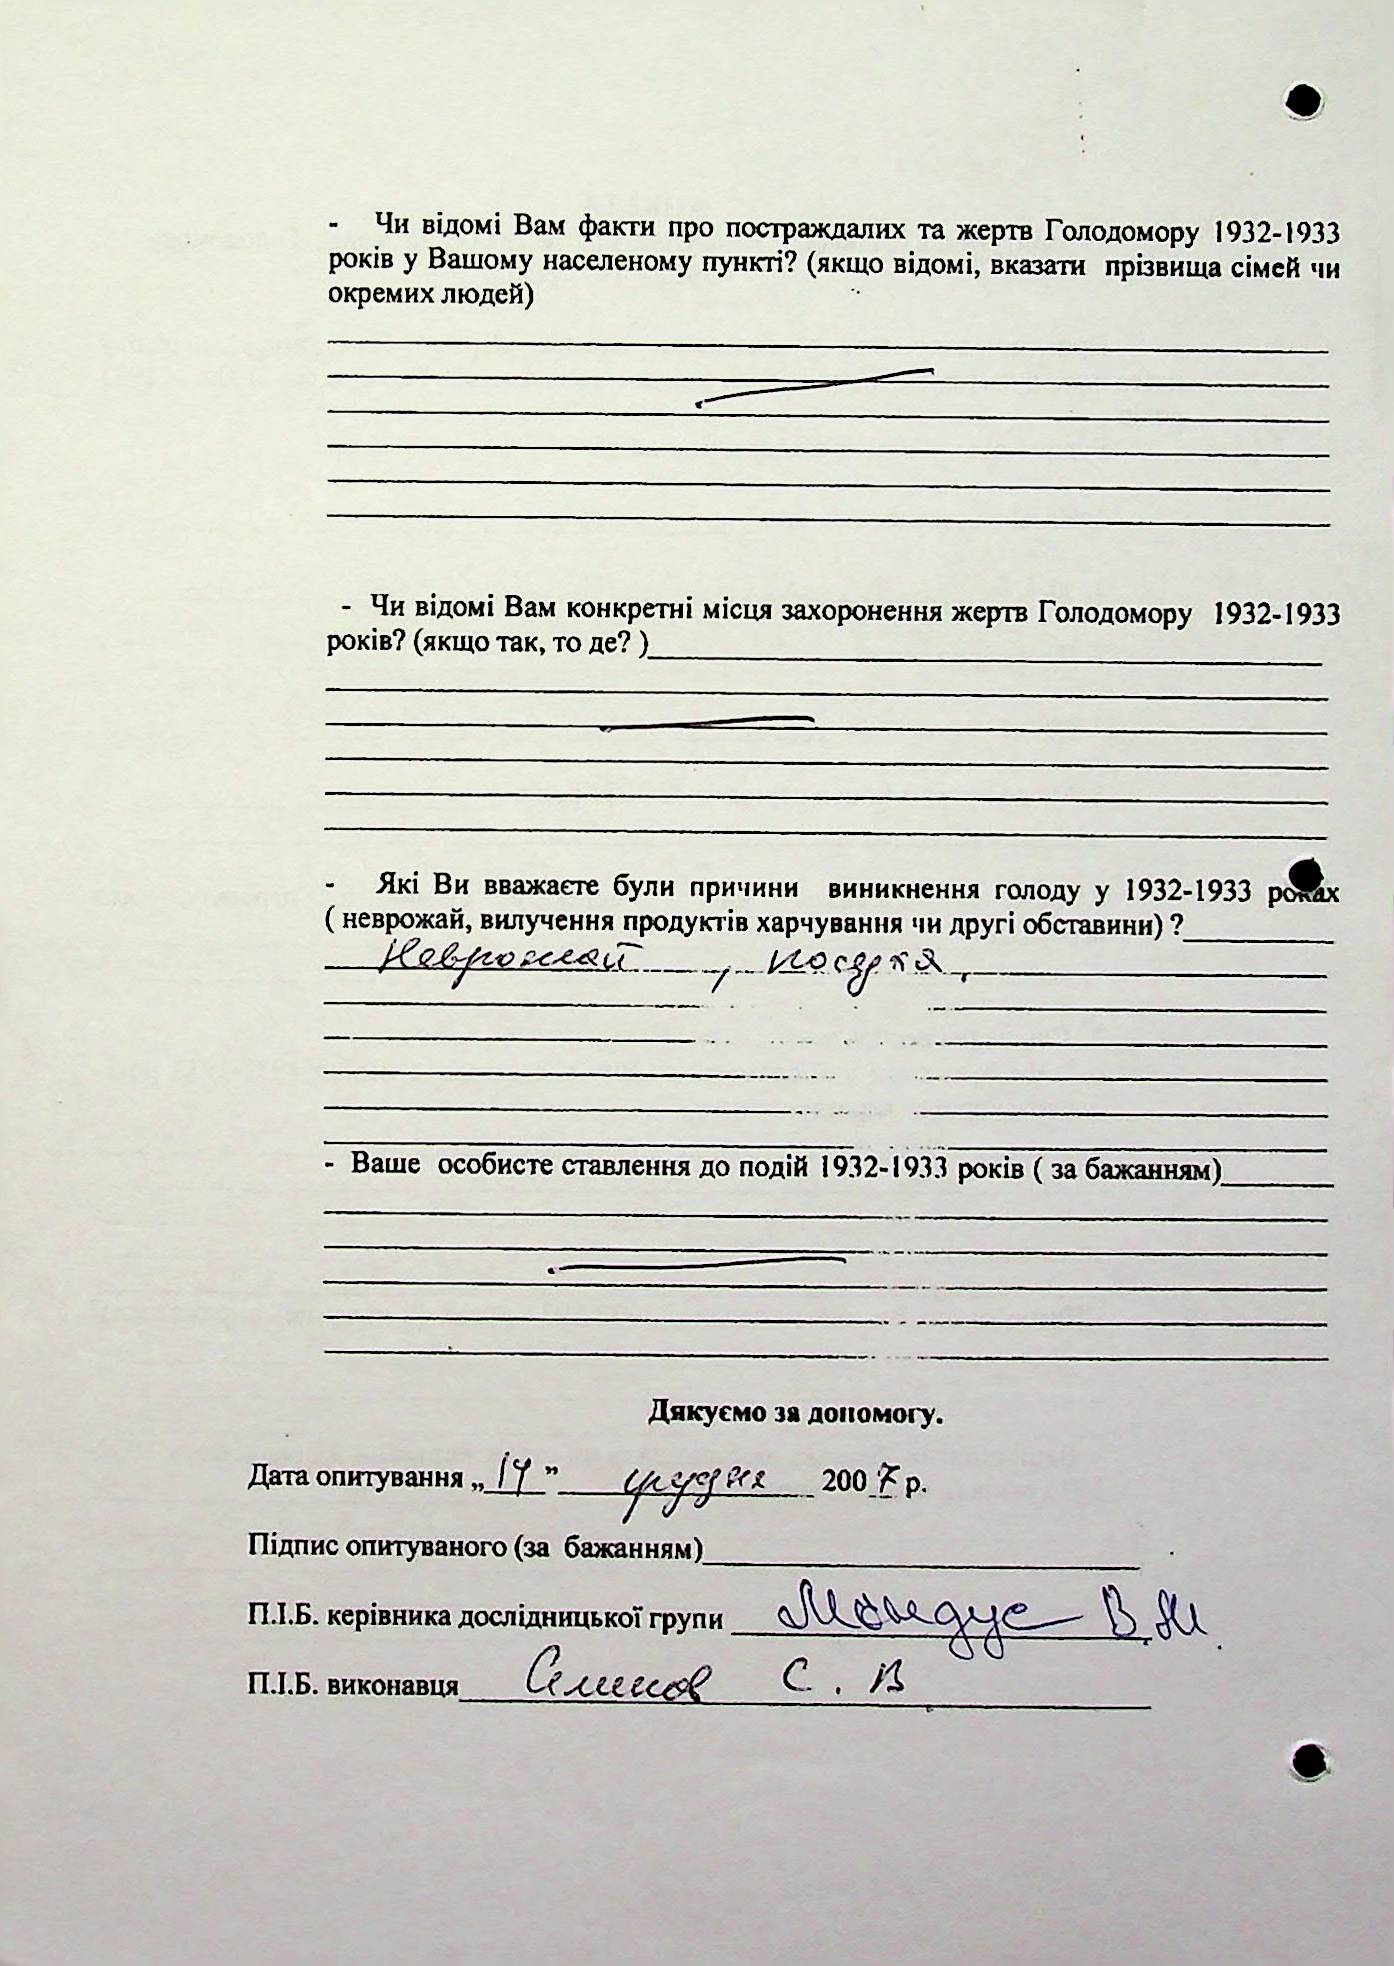 - Чи відомі Вам факти про постраждалих та жертв Голодомору 1932-1933
років у Вашому населеному пункті? (якщо відомі, вказати прізвища сімей чи
окремих людей)
- Чи відомі Вам конкретні місця захоронення жертв Голодомору 1932-1933
років? (якщо так, то де? )
- Які Ви вважаєте були причини виникнення голоду у 1932-1933 роках
( неврожай, вилучення продуктів харчування чи другі обставини) ?
Неврожай , посуха,
- Ваше особисте ставлення до подій 1932-1933 років ( за бажанням)
Дякуємо за допомогу.
Дата опитування „14” грудня 2007 р.
Підпис опитуваного (за бажанням)
П.І.Б. керівника дослідницької групи Мандус В.М.
П.І.Б. виконавця С. В